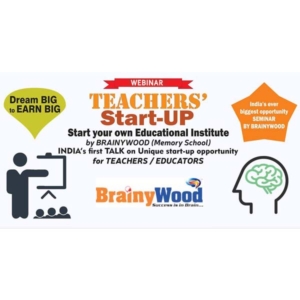 WEBINAR
Dream BIG
to EARN BIG
TEACHERS'
Start-UP
India's ever
biggest opportunity
SEMINAR
BY BRAINYWOOD
Start your own Educational Institute
by BRAINYWOOD (Memory School)
INDIA's first TALK on Unique start-up opportunity
for TEACHERS / EDUCATORS
BrainyWood
Success is in Brain...